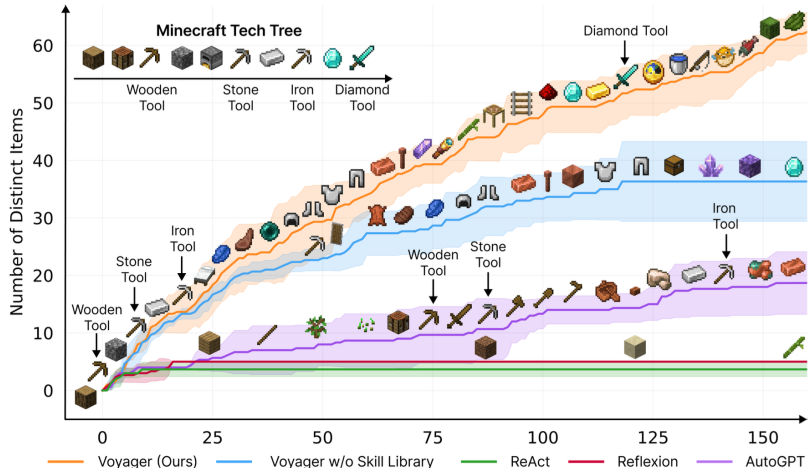 Minecraft Tech Tree
Wooden Tool
Stone Tool
Iron Tool
Diamond Tool
Diamond Tool
Wooden Tool
Stone Tool
Iron Tool
Wooden Tool
Stone Tool
Iron Tool
Number of Distinct Items
60
50
40
30
20
10
0
0 25 50 75 100 125 150
Voyager (Ours) Voyager w/o Skill Library ReAct Reflexion AutoGPT